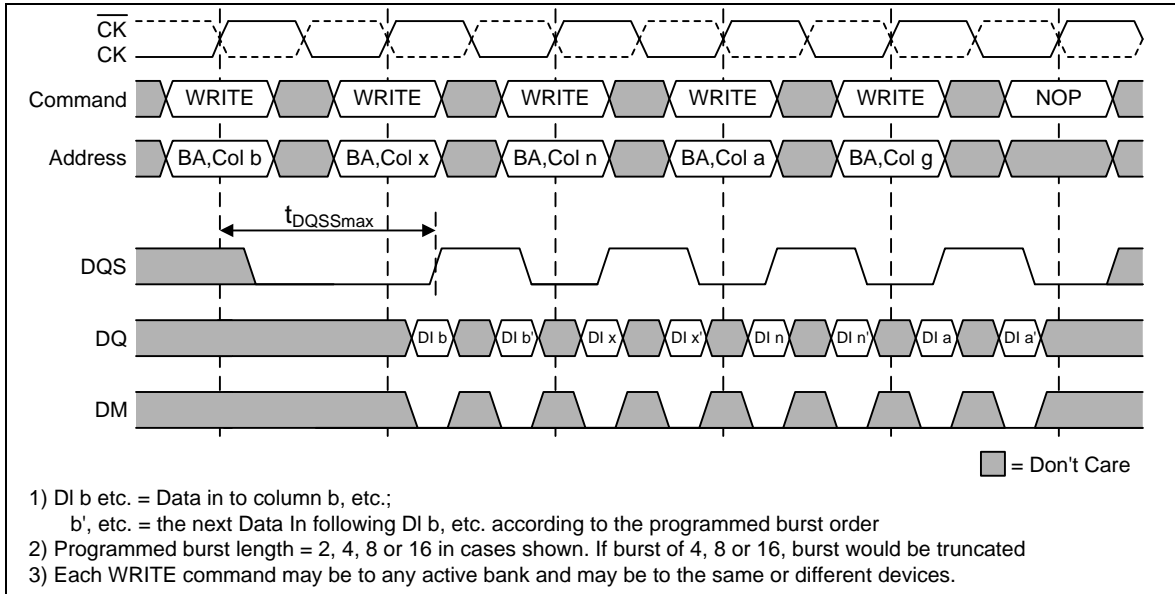 CK
CK
Command WRITE WRITE WRITE WRITE WRITE NOP
Address BA,Col b BA,Col x BA,Col n BA,Col a BA,Col g
tDQSSmax
DQS
DQ DI b DI b' DI x DI x' DI n DI n' DI a DI a'
DM
= Don't Care
1) DI b etc. = Data in to column b, etc.;
b', etc. = the next Data In following DI b, etc. according to the programmed burst order
2) Programmed burst length = 2, 4, 8 or 16 in cases shown. If burst of 4, 8 or 16, burst would be truncated
3) Each WRITE command may be to any active bank and may be to the same or different devices.